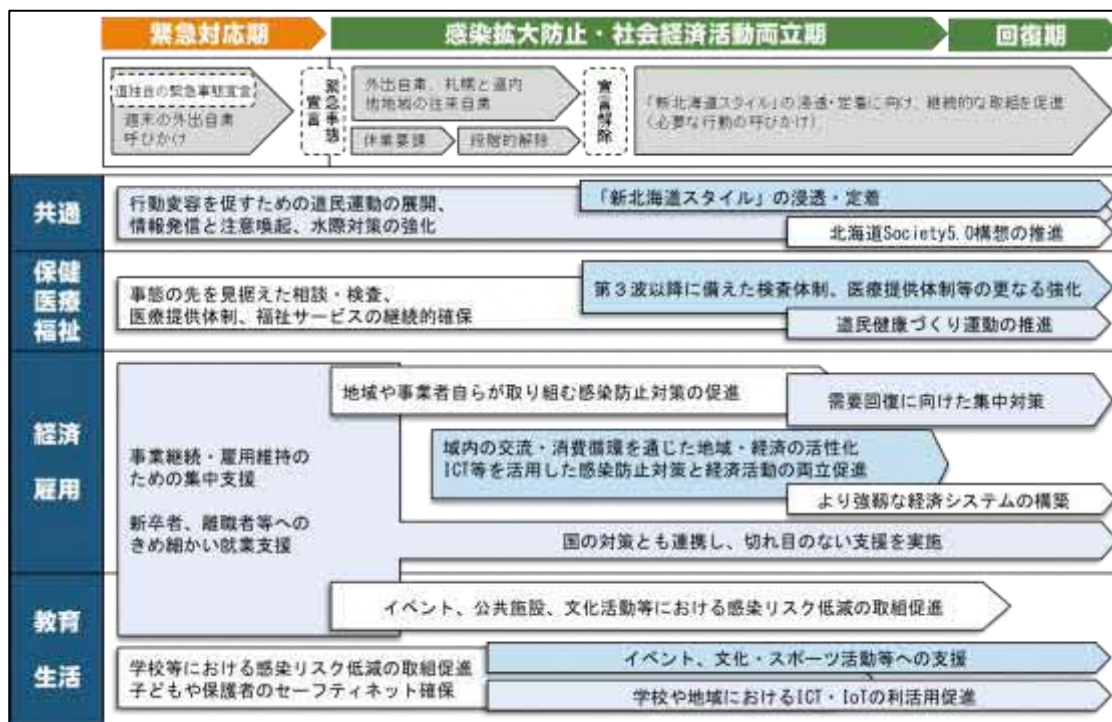 緊急対応期
感染拡大防止・社会経済活動両立期
回復期
道独自の緊急事態宣言
週末の外出自粛
呼びかけ
緊急事態
宣言
外出自粛、札幌と道内
他地域の往来自粛
休業要請
段階的解除
宣言解除
「新北海道スタイル」の浸透・定着に向け、継続的な取組を促進
(必要な行動の呼びかけ)
共通
行動変容を促すための道民運動の展開、
情報発信と注意喚起、水際対策の強化
「新北海道スタイル」の浸透・定着
北海道Society5.0構想の推進
保健
医療
福祉
事態の先を見据えた相談・検査、
医療提供体制、福祉サービスの継続的確保
第3波以降に備えた検査体制、医療提供体制等の更なる強化
道民健康づくり運動の推進
経済
雇用
事業継続・雇用維持の
ための集中支援
新卒者、離職者等への
きめ細かい就業支援
地域や事業者自らが取り組む感染防止対策の促進
需要回復に向けた集中対策
域内の交流・消費循環を通じた地域・経済の活性化
ICT等を活用した感染防止対策と経済活動の両立促進
より強靭な経済システムの構築
国の対策とも連携し、切れ目のない支援を実施
教育
生活
イベント、公共施設、文化活動等における感染リスク低減の取組促進
学校等における感染リスク低減の取組促進
子どもや保護者のセーフティネット確保
イベント、文化・スポーツ活動等への支援
学校や地域におけるICT・IoTの利活用促進